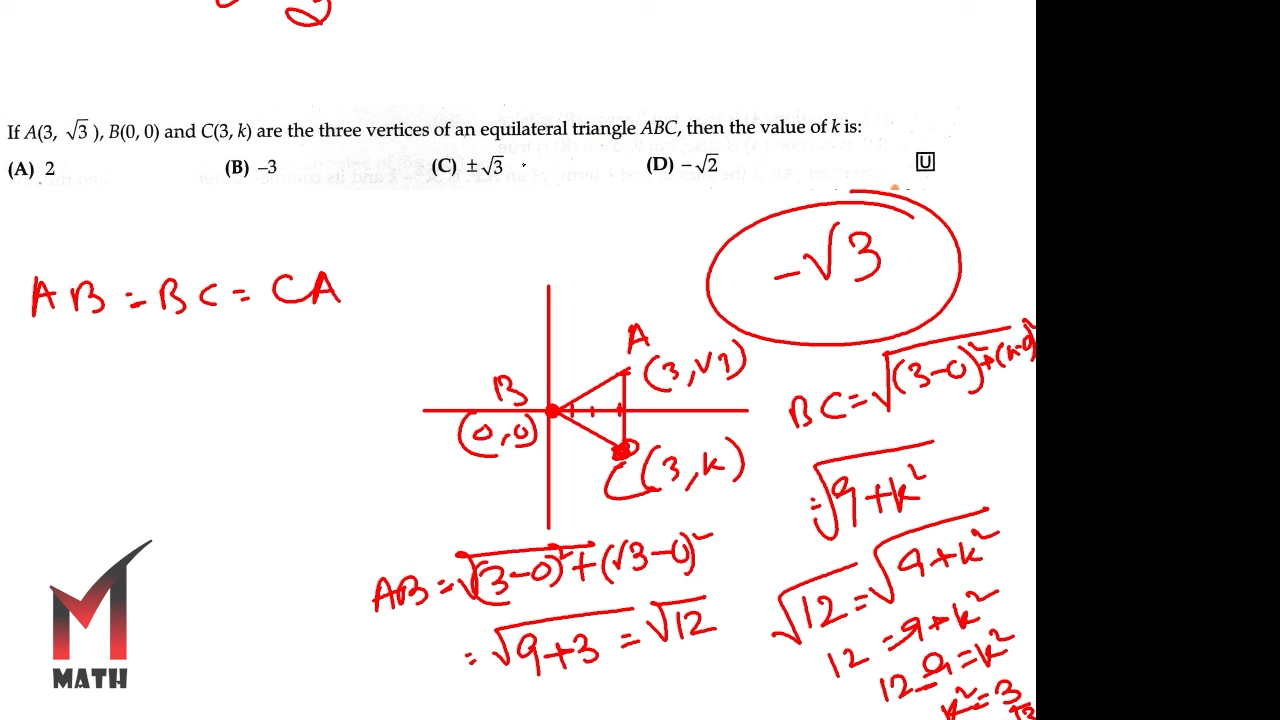 If A(3, √3), B(0, 0) and C(3, k) are the three vertices of an equilateral triangle ABC, then the value of k is:
(A) 2 (B) –3 (C) ±√3 (D) –√2 U
-√3
AB = BC = CA
A
(3, √3)
B
(0,0)
C(3, k)
BC = √(3-0)²+(k-0)²
= √9+k²
AB = √(3-0)²+(√3-0)²
= √9+3 = √12
√12 = √9+k²
12 = 9+k²
12-9 = k²
k² = 3
MATH